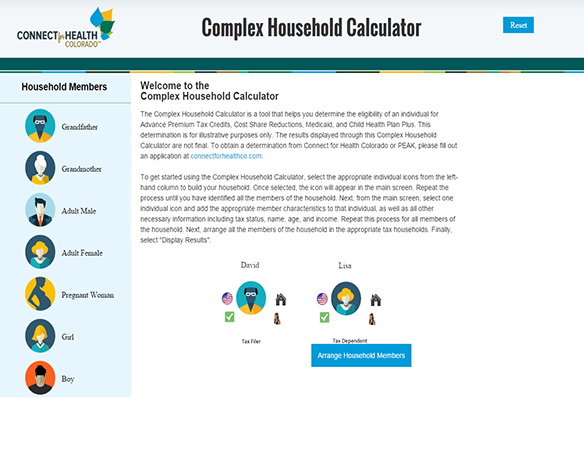 CONNECT for HEALTH
COLORADO™
Complex Household Calculator
Reset
Household Members
Grandfather
Grandmother
Adult Male
Adult Female
Pregnant Woman
Girl
Boy
Welcome to the
Complex Household Calculator
The Complex Household Calculator is a tool that helps you determine the eligibility of an individual for
Advance Premium Tax Credits, Cost Share Reductions, Medicaid, and Child Health Plan Plus. This
determination is for illustrative purposes only. The results displayed through this Complex Household
Calculator are not final. To obtain a determination from Connect for Health Colorado or PEAK, please fill out
an application at connectforhealthco.com.
To get started using the Complex Household Calculator, select the appropriate individual icons from the left-
hand column to build your household. Once selected, the icon will appear in the main screen. Repeat the
process until you have identified all the members of the household. Next, from the main screen, select one
individual icon and add the appropriate member characteristics to that individual, as well as all other
necessary information including tax status, name, age, and income. Repeat this process for all members of
the household. Next, arrange all the members of the household in the appropriate tax households. Finally,
select "Display Results".
David
Lisa
Tax Filer
Tax Dependent
Arrange Household Members